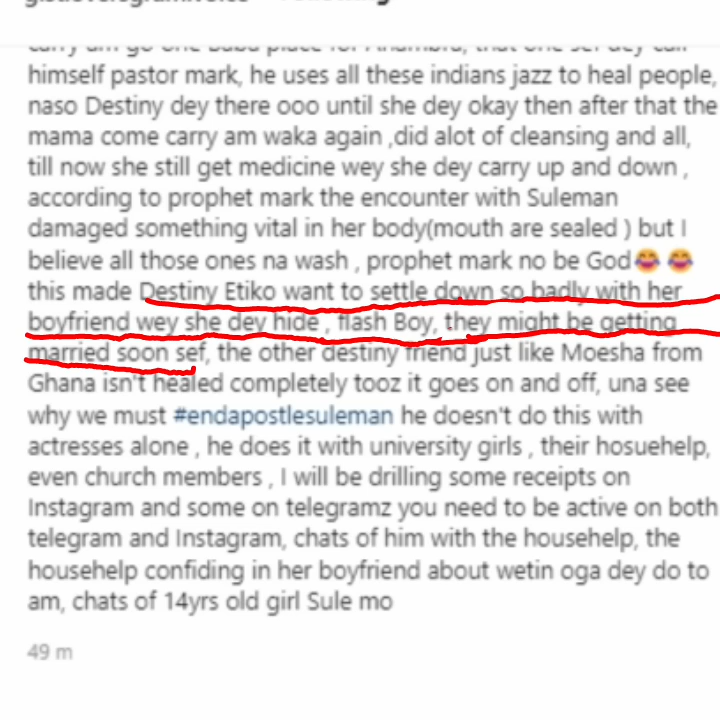 himself pastor mark, he uses all these indians jazz to heal people,
naso Destiny dey there ooo until she dey okay then after that the
mama come carry am waka again ,did alot of cleansing and all,
till now she still get medicine wey she dey carry up and down ,
according to prophet mark the encounter with Suleman
damaged something vital in her body(mouth are sealed ) but I
believe all those ones na wash , prophet mark no be God😂 😂
this made Destiny Etiko want to settle down so badly with her
boyfriend wey she dey hide , flash Boy, they might be getting
married soon sef, the other destiny friend just like Moesha from
Ghana isn't healed completely tooz it goes on and off, una see
why we must #endapostlesuleman he doesn't do this with
actresses alone , he does it with university girls , their hosuehelp,
even church members , I will be drilling some receipts on
Instagram and some on telegramz you need to be active on both
telegram and Instagram, chats of him with the househelp, the
househelp confiding in her boyfriend about wetin oga dey do to
am, chats of 14yrs old girl Sule mo
49 m